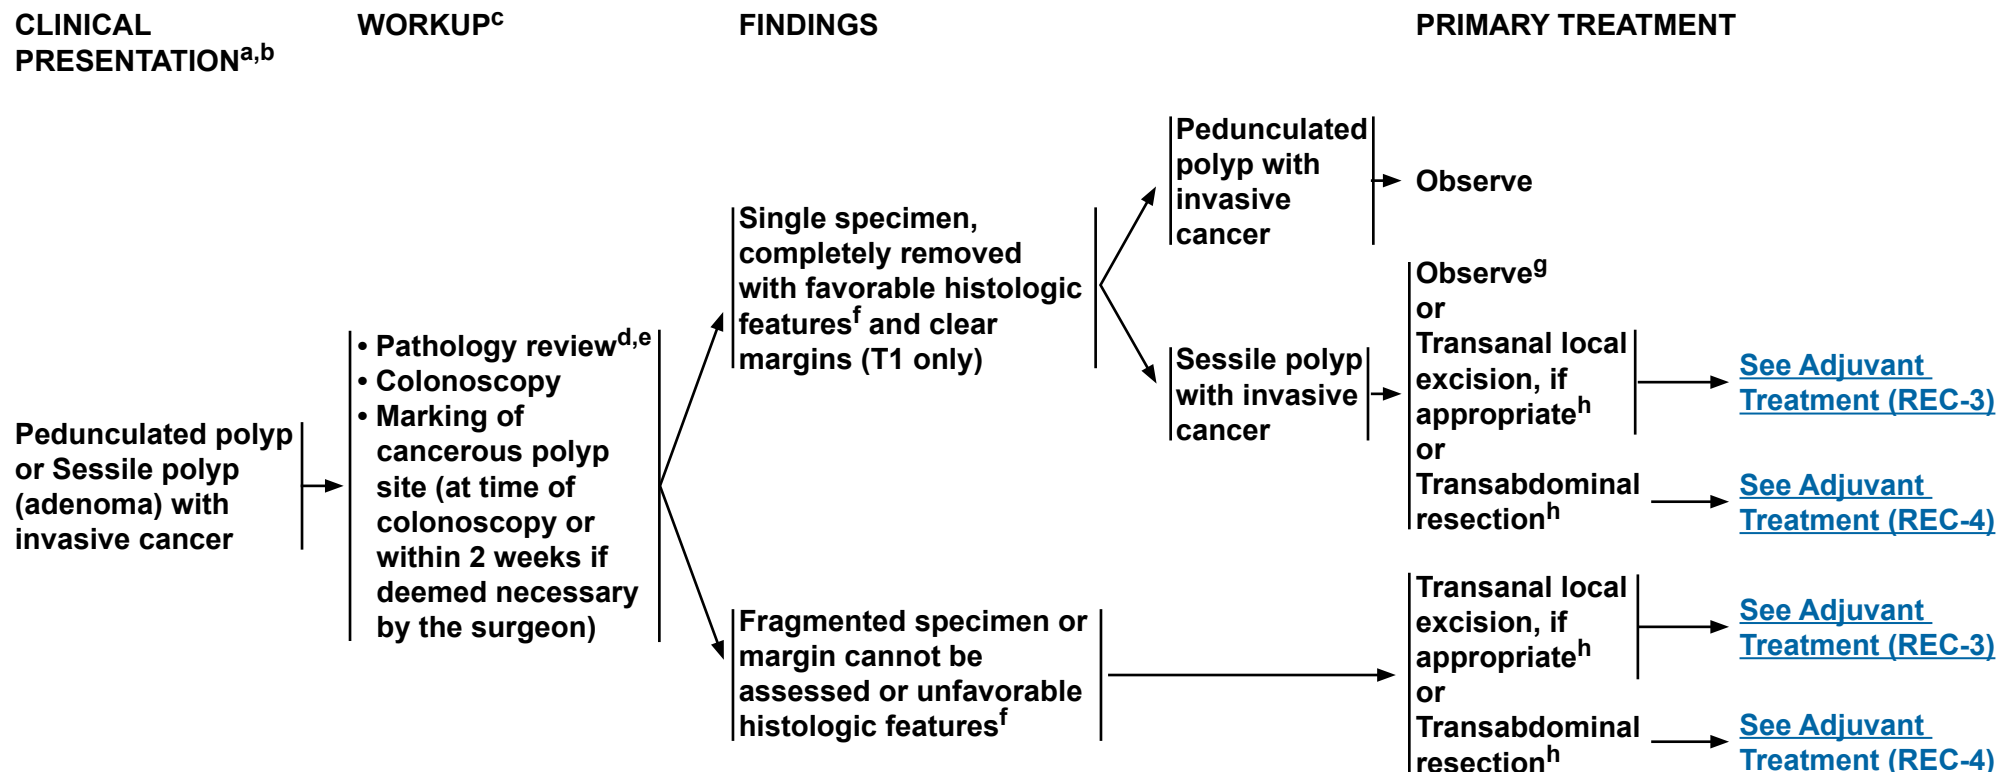 CLINICAL
PRESENTATIONa,b
WORKUPc
FINDINGS
PRIMARY TREATMENT
Pedunculated polyp
or Sessile polyp
(adenoma) with
invasive cancer
• Pathology reviewd,e
• Colonoscopy
• Marking of
cancerous polyp
site (at time of
colonoscopy or
within 2 weeks if
deemed necessary
by the surgeon)
Single specimen,
completely removed
with favorable histologic
featuresf and clear
margins (T1 only)
Pedunculated
polyp with
invasive
cancer
Observe
Sessile polyp
with invasive
cancer
Observeg
or
Transanal local
excision, if
appropriateh
or
Transabdominal
resectionh
See Adjuvant
Treatment (REC-3)
See Adjuvant
Treatment (REC-4)
Fragmented specimen or
margin cannot be
assessed or unfavorable
histologic featuresf
Transanal local
excision, if
appropriateh
or
Transabdominal
resectionh
See Adjuvant
Treatment (REC-3)
See Adjuvant
Treatment (REC-4)